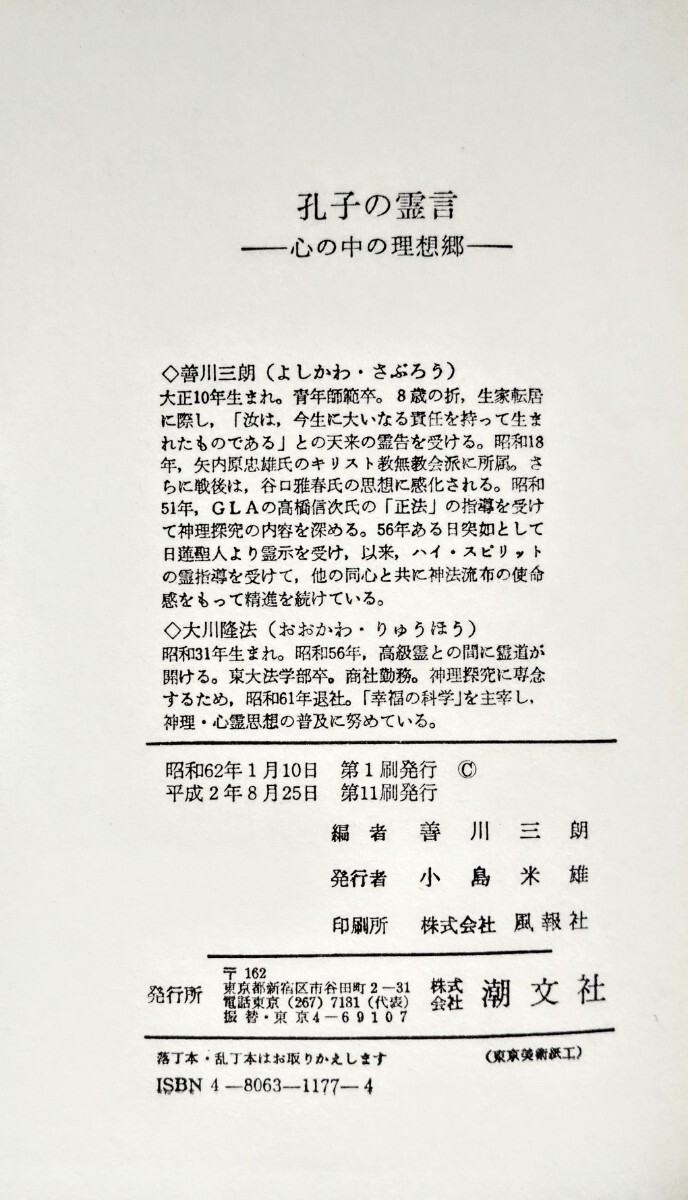 孔子の霊言
――心の中の理想郷――
◇善川三朗（よしかわ・さぶろう）
大正10年生まれ。青年師範卒。８歳の折，生家転居
に際し，「汝は，今生に大いなる責任を持って生ま
れたものである」との天来の霊告を受ける。昭和18
年，矢内原忠雄氏のキリスト教無教会派に所属。さ
らに戦後は，谷口雅春氏の思想に感化される。昭和
51年，ＧＬＡの高橋信次氏の「正法」の指導を受け
て神理探究の内容を深める。56年ある日突如として
日蓮聖人より霊示を受け，以来，ハイ・スピリット
の霊指導を受けて，他の同心と共に神法流布の使命
感をもって精進を続けている。
◇大川隆法（おおかわ・りゅうほう）
昭和31年生まれ。昭和56年，高級霊との間に霊道が
開ける。東大法学部卒。商社勤務。神理探究に専念
するため，昭和61年退社。「幸福の科学」を主宰し，
神理・心霊思想の普及に努めている。
昭和62年１月10日　第１刷発行　Ⓒ
平成２年８月25日　第11刷発行
編者　善川三朗
発行者　小島米雄
印刷所　株式会社　風報社
発行所　〒162
東京都新宿区市谷田町２－31
電話東京（267）7181（代表）
振替・東京４－６９１０７
株式会社　潮文社
落丁本・乱丁本はお取りかえします　（東京美術紙工）
ISBN 4－8063－1177－4